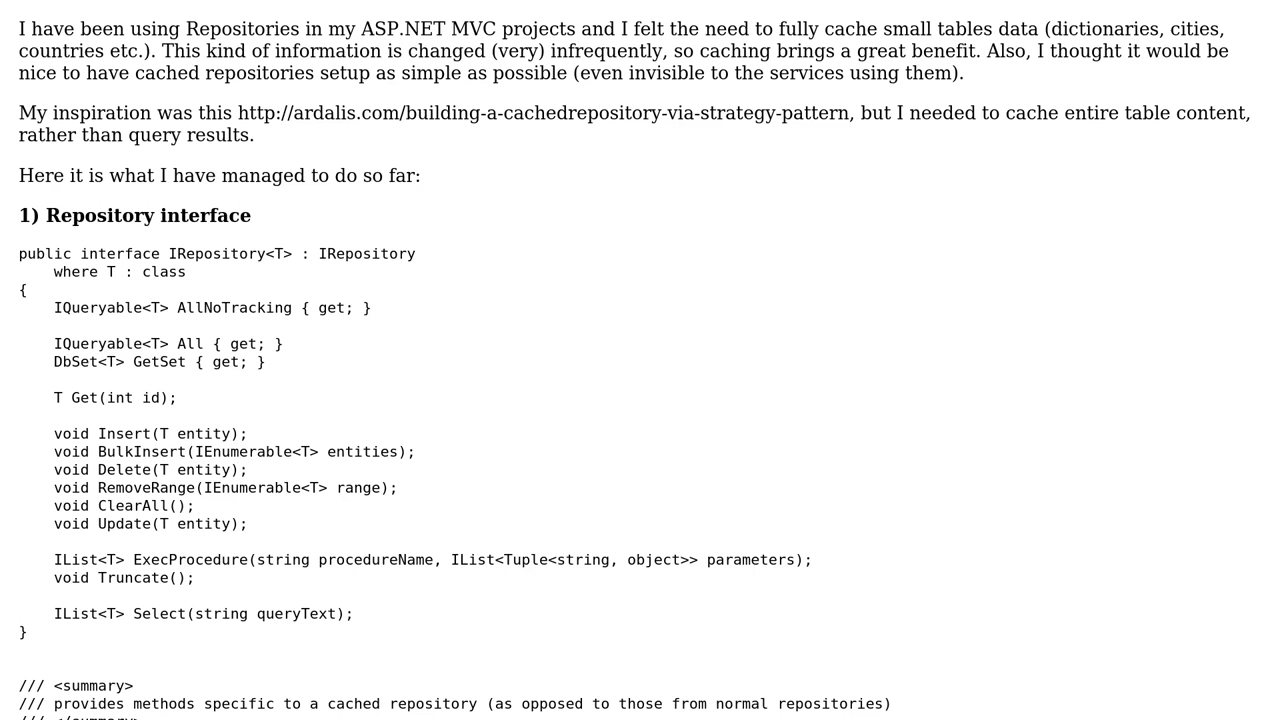 I have been using Repositories in my ASP.NET MVC projects and I felt the need to fully cache small tables data (dictionaries, cities,
countries etc.). This kind of information is changed (very) infrequently, so caching brings a great benefit. Also, I thought it would be
nice to have cached repositories setup as simple as possible (even invisible to the services using them).
My inspiration was this http://ardalis.com/building-a-cachedrepository-via-strategy-pattern, but I needed to cache entire table content,
rather than query results.
Here it is what I have managed to do so far:
1) Repository interface
public interface IRepository<T> : IRepository
    where T : class
{
    IQueryable<T> AllNoTracking { get; }
    IQueryable<T> All { get; }
    DbSet<T> GetSet { get; }
    T Get(int id);
    void Insert(T entity);
    void BulkInsert(IEnumerable<T> entities);
    void Delete(T entity);
    void RemoveRange(IEnumerable<T> range);
    void ClearAll();
    void Update(T entity);
    IList<T> ExecProcedure(string procedureName, IList<Tuple<string, object>> parameters);
    void Truncate();
    IList<T> Select(string queryText);
}
/// <summary>
/// provides methods specific to a cached repository (as opposed to those from normal repositories)
/// </summary>